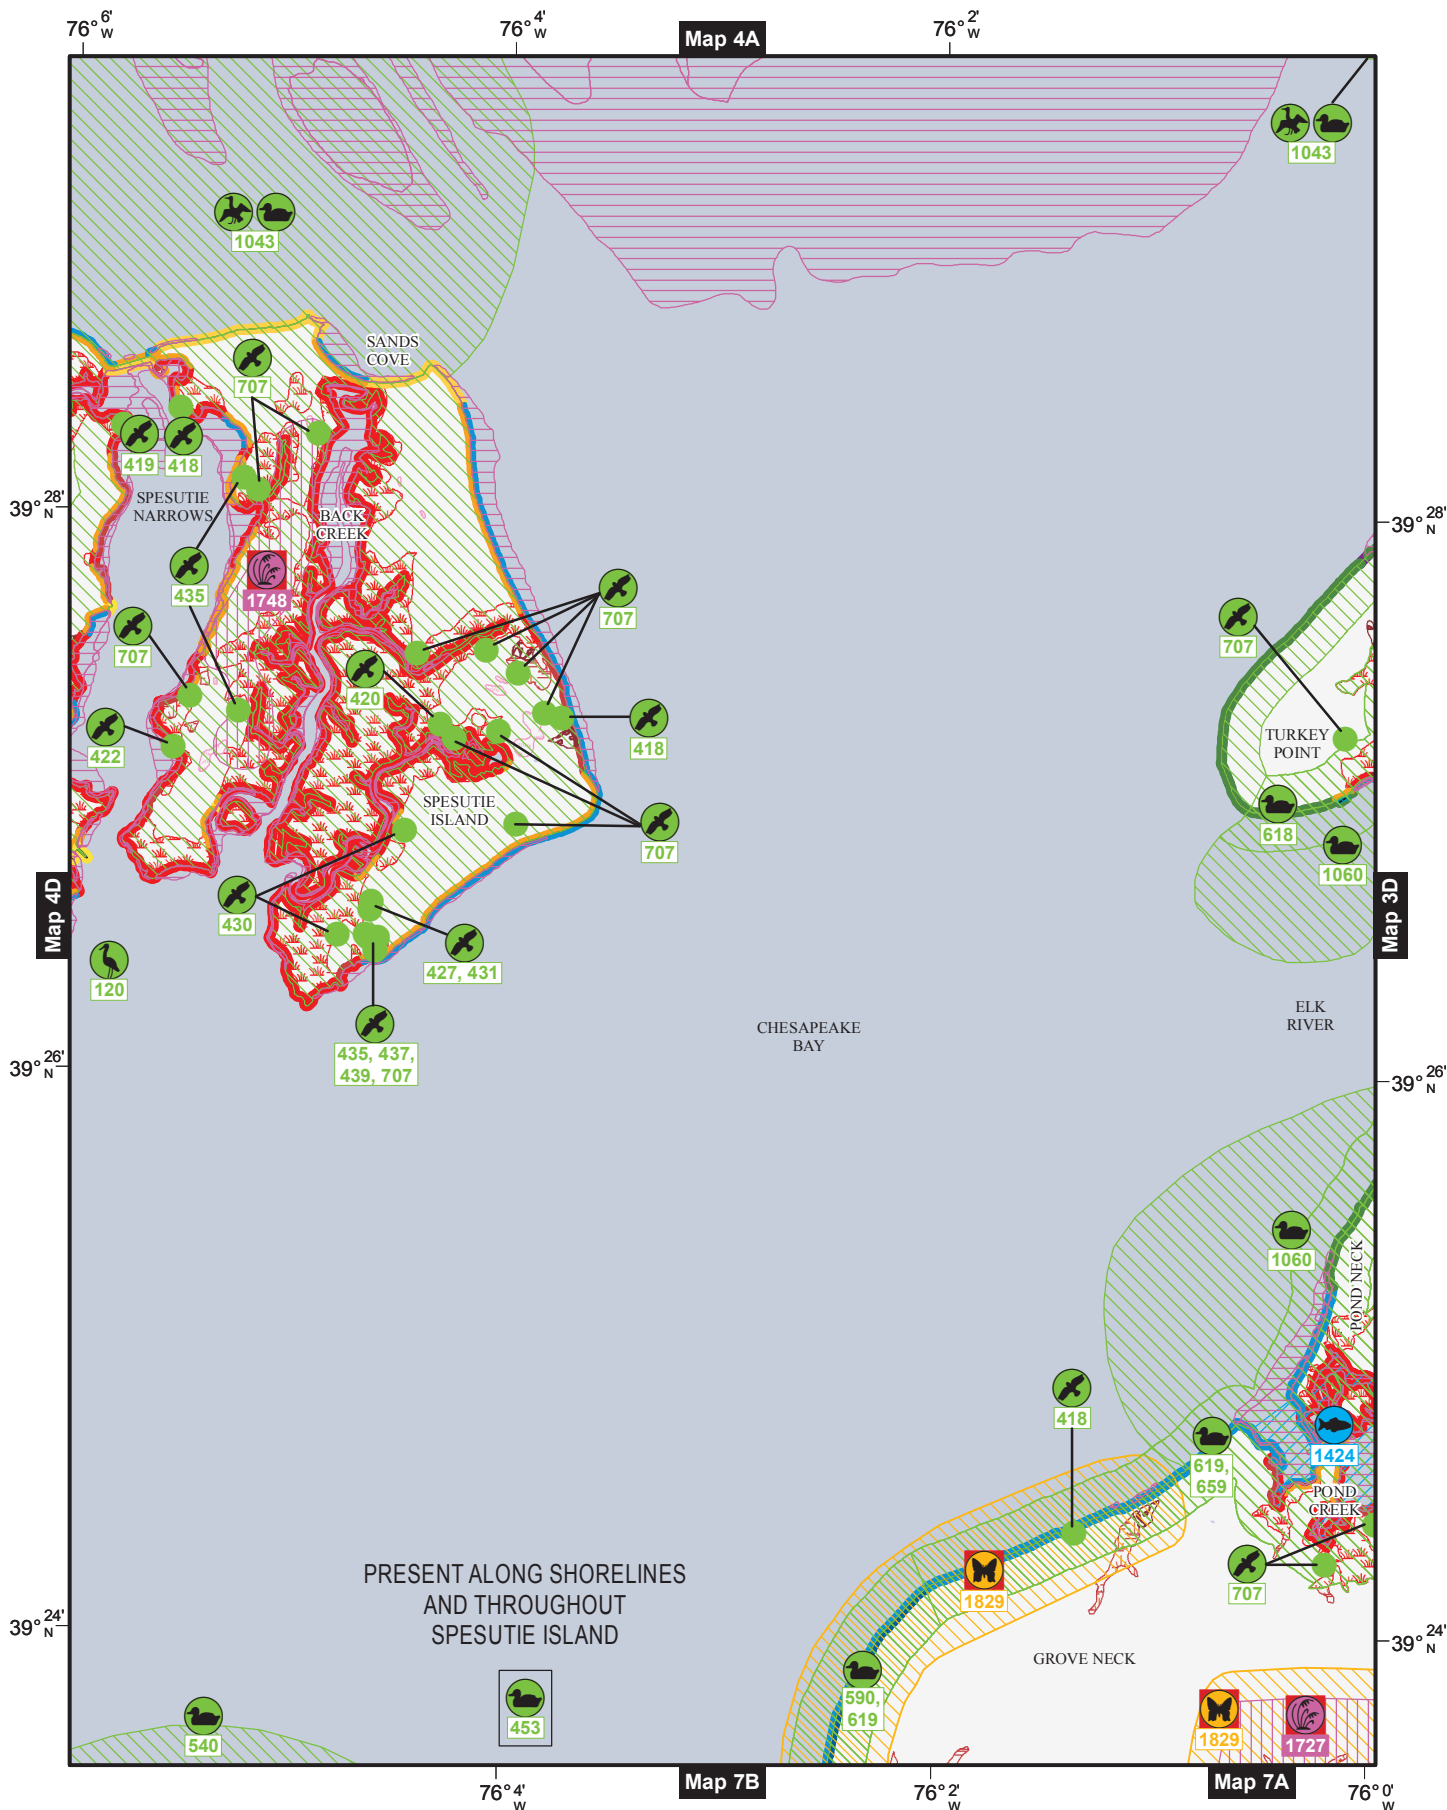 76° 6' W
76° 4' W
Map 4A
76° 2' W
1043
1043
SANDS
COVE
707
419
418
SPESUTIE
NARROWS
39° 28' N
BACK
CREEK
39° 28' N
435
1748
707
707
707
420
422
418
TURKEY
POINT
SPESUTIE
ISLAND
618
707
1060
Map 4D
Map 3D
430
427, 431
120
ELK
RIVER
CHESAPEAKE
BAY
435, 437,
439, 707
39° 26' N
39° 26' N
1060
POND NECK
418
619,
659
1424
POND
CREEK
PRESENT ALONG SHORELINES
AND THROUGHOUT
SPESUTIE ISLAND
1829
707
39° 24' N
39° 24' N
GROVE NECK
590,
619
453
540
1829
1727
76° 4' W
Map 7B
76° 2' W
Map 7A
76° 0' W